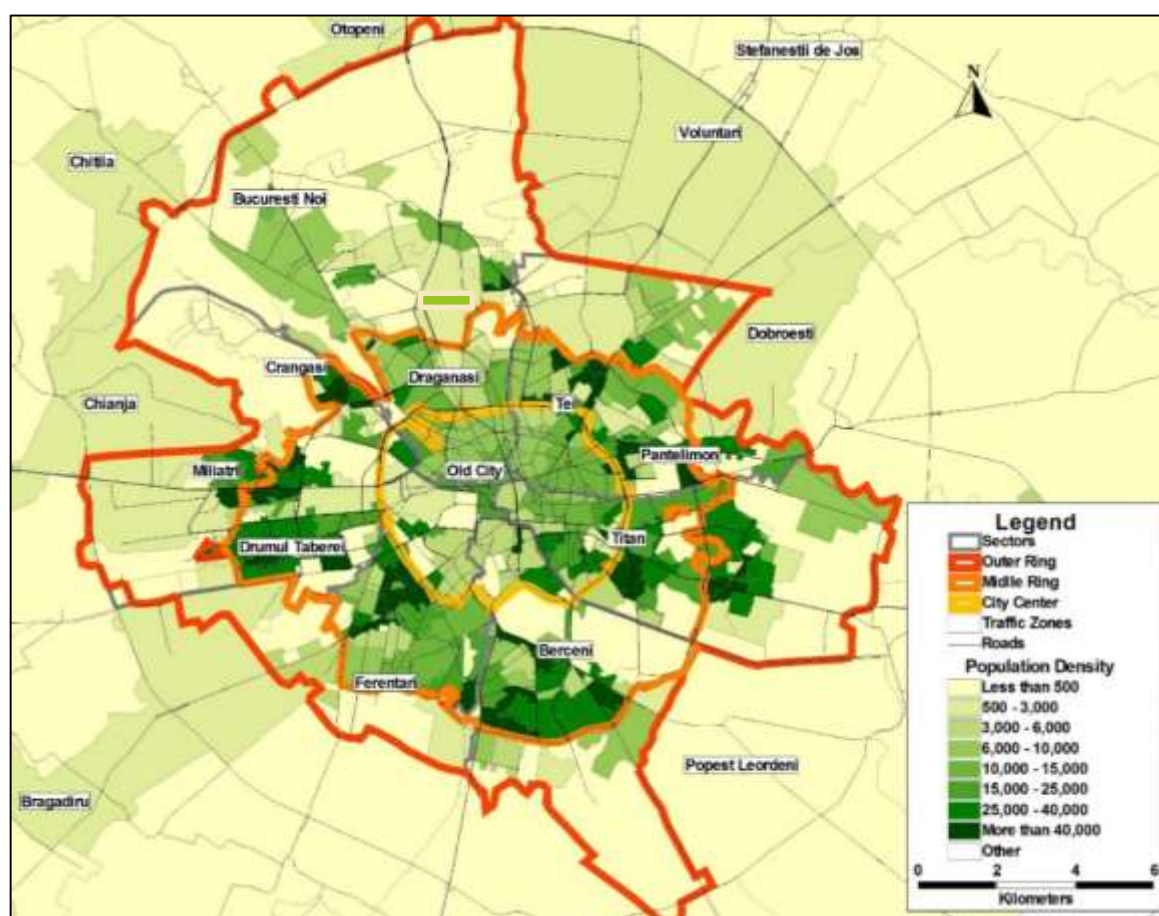 Otopeni
Stefanestii de Jos
N
Voluntari
Chitila
Bucuresti Noi
Dobroesti
Crangasi
Draganasi
Chianja
Te
Pantelimon
Old City
Miliatri
Titan
Drumul Taberei
Berceni
Ferentari
Popest Leordeni
Bragadiru
Legend
Sectors
Outer Ring
Midlle Ring
City Center
Traffic Zones
Roads
Population Density
Less than 500
500 - 3,000
3,000 - 6,000
6,000 - 10,000
10,000 - 15,000
15,000 - 25,000
25,000 - 40,000
More than 40,000
Other
0 2 4 6
Kilometers